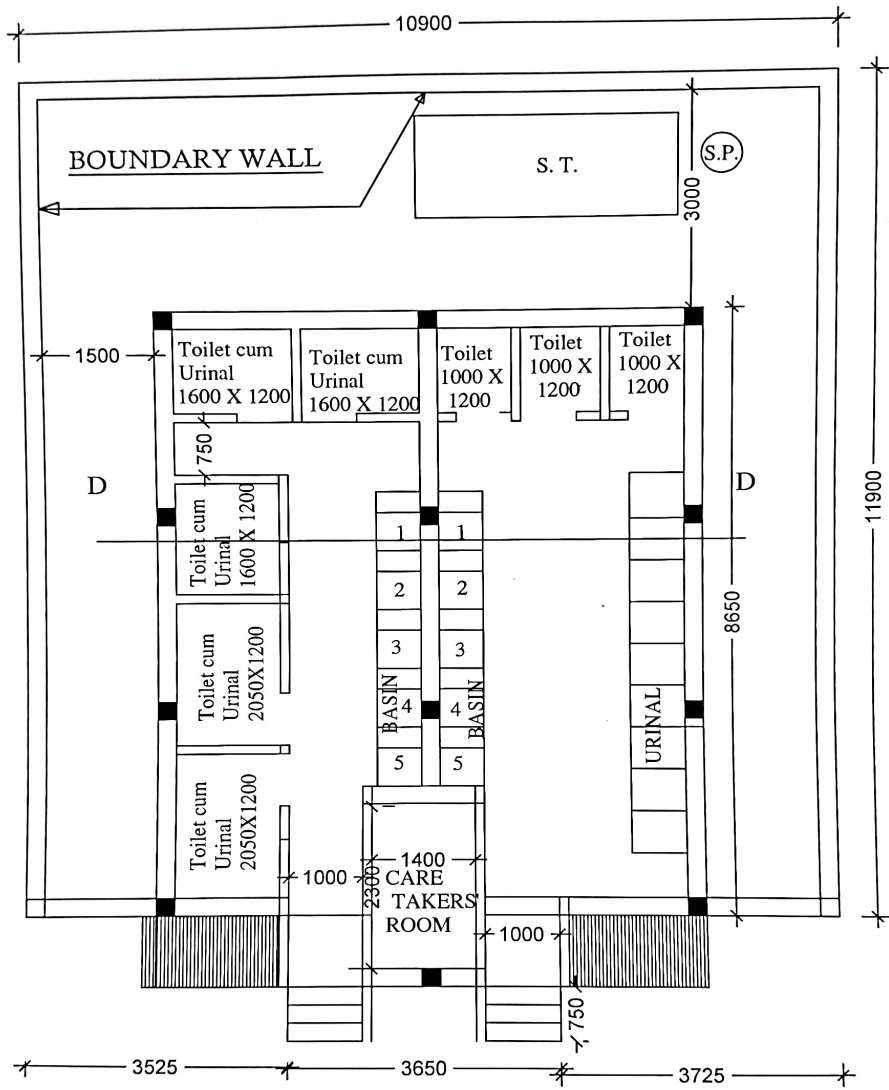 10900
BOUNDARY WALL
S. T.
S.P.
3000
1500
Toilet cum
Urinal
1600 X 1200
Toilet cum
Urinal
1600 X 1200
Toilet
1000 X
1200
Toilet
1000 X
1200
Toilet
1000 X
1200
750
D
D
11900
Toilet cum
Urinal
1600 X 1200
1
1
2
2
3
3
4
4
5
5
BASIN
BASIN
8650
Toilet cum
Urinal
2050X1200
URINAL
Toilet cum
Urinal
2050X1200
1000
2300
1400
CARE
TAKERS'
ROOM
1000
750
3525
3650
3725